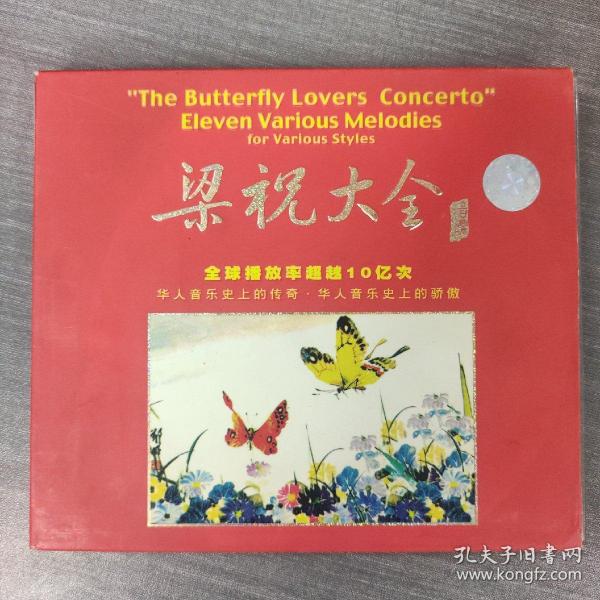 "The Butterfly Lovers Concerto"
Eleven Various Melodies
for Various Styles
梁祝大全
全球播放率超越10亿次
华人音乐史上的传奇·华人音乐史上的骄傲
孔夫子旧書网
www.kongfz.com